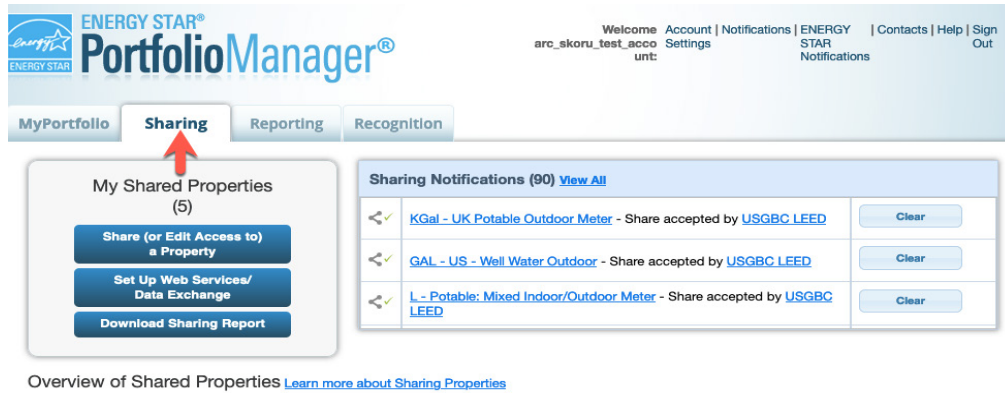 ENERGY STAR®
PortfolioManager®
energy
ENERGY STAR
Welcome
arc_skoru_test_acco
unt:
Account | Notifications | ENERGY | Contacts | Help | Sign
Settings STAR Out
Notifications
MyPortfolio Sharing Reporting Recognition
My Shared Properties
(5)
Share (or Edit Access to)
a Property
Set Up Web Services/
Data Exchange
Download Sharing Report
Sharing Notifications (90) View All
KGal - UK Potable Outdoor Meter - Share accepted by USGBC LEED Clear
GAL - US - Well Water Outdoor - Share accepted by USGBC LEED Clear
L - Potable: Mixed Indoor/Outdoor Meter - Share accepted by USGBC
LEED Clear
Overview of Shared Properties Learn more about Sharing Properties